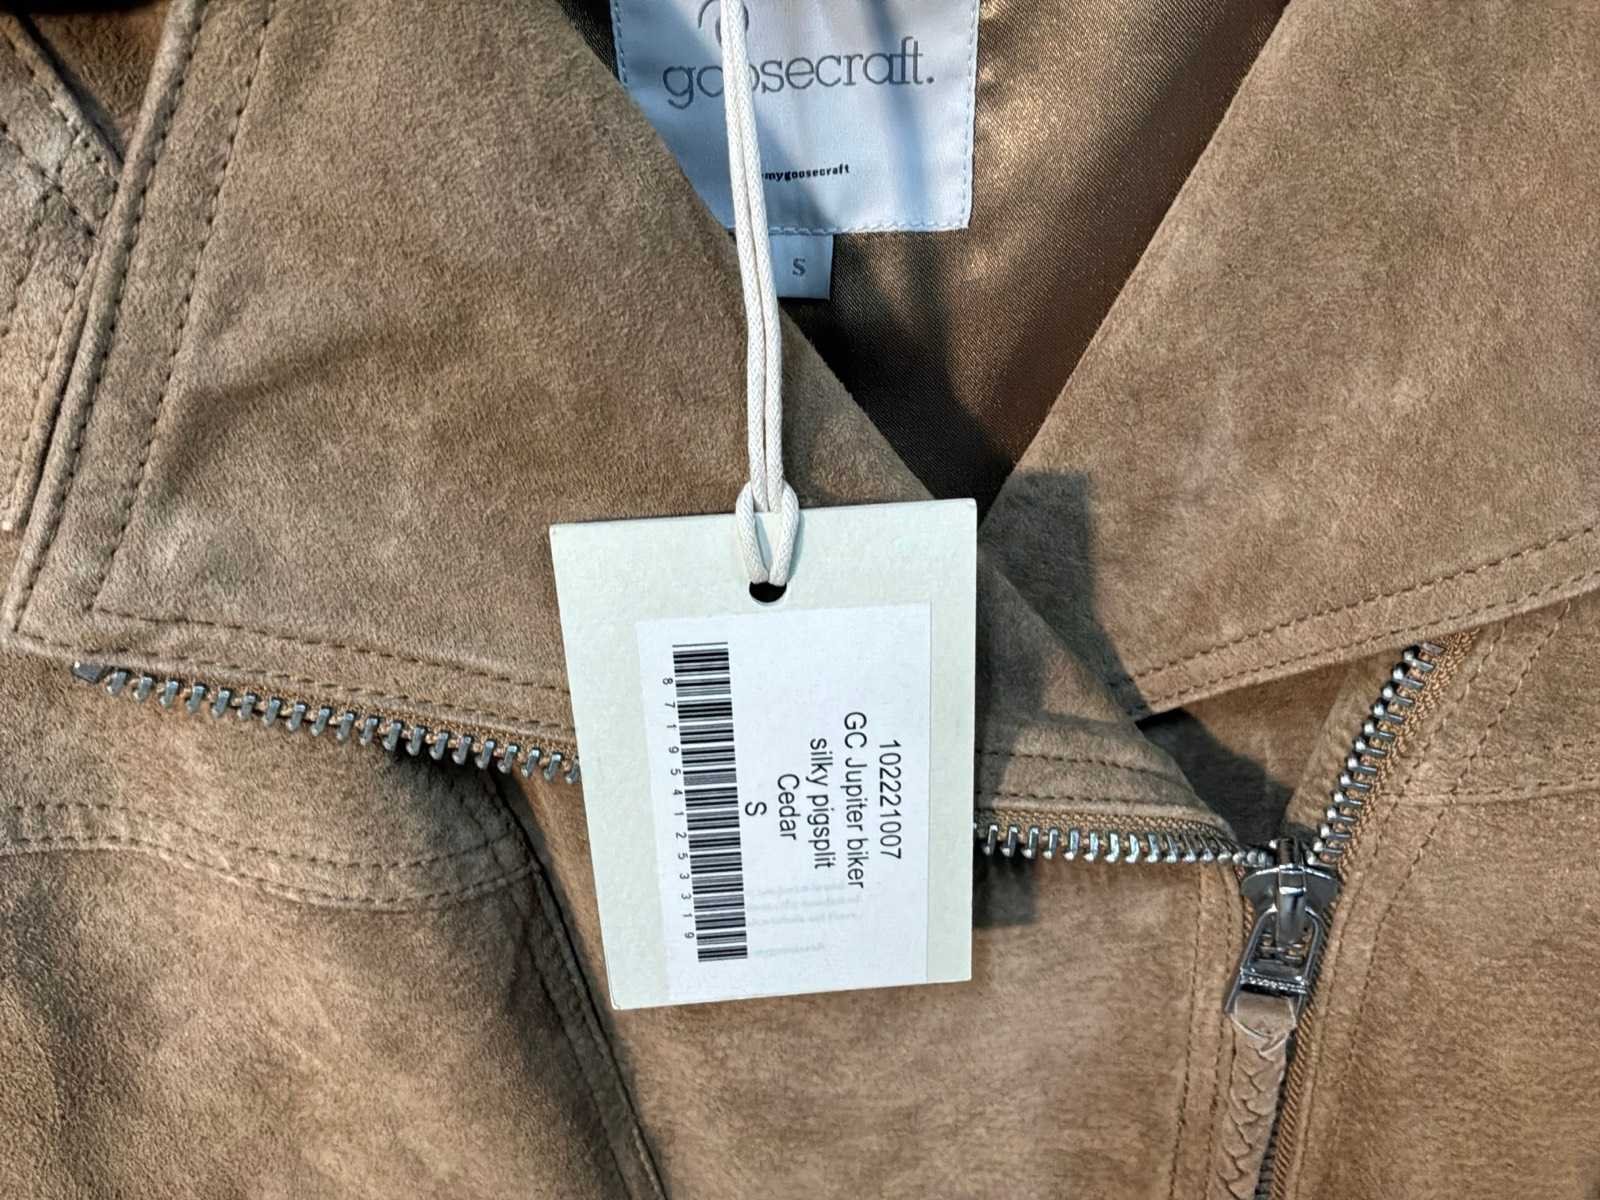 goosecraft.
mygoosecraft
S
102221007
GC Jupiter biker
silky pigsplit
Cedar
S
8719541253319